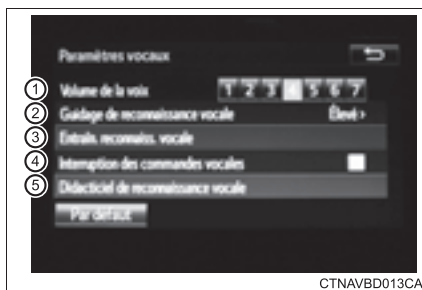 Paramètres vocaux
1 Volume de la voix 1 2 3 4 5 6 7
2 Guidage de reconnaissance vocale Élevé ›
3 Entraîn. reconnaiss. vocale
4 Interruption des commandes vocales
5 Didacticiel de reconnaissance vocale
Par défaut
CTNAVBD013CA